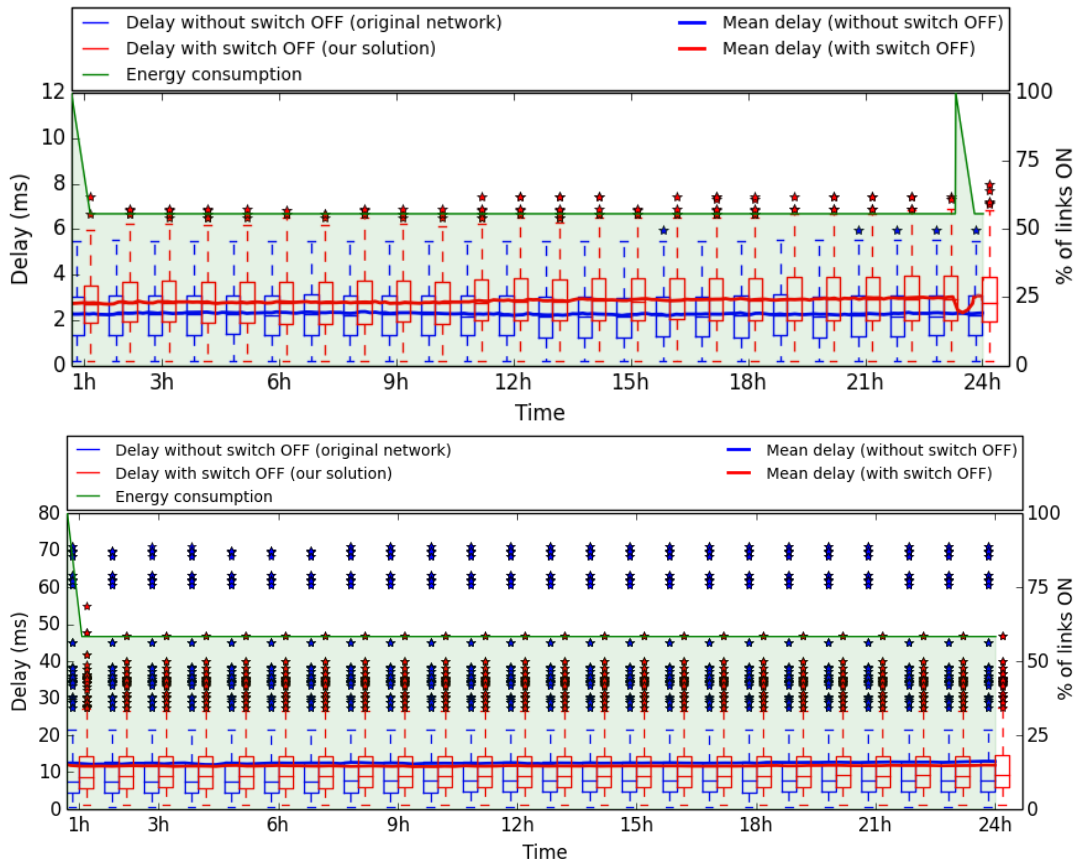 Delay without switch OFF (original network)
Delay with switch OFF (our solution)
Energy consumption
Mean delay (without switch OFF)
Mean delay (with switch OFF)
12
10
8
6
4
2
0
Delay (ms)
100
75
50
25
0
% of links ON
1h 3h 6h 9h 12h 15h 18h 21h 24h
Time
Delay without switch OFF (original network)
Delay with switch OFF (our solution)
Energy consumption
Mean delay (without switch OFF)
Mean delay (with switch OFF)
80
70
60
50
40
30
20
10
0
Delay (ms)
100
75
50
25
0
% of links ON
1h 3h 6h 9h 12h 15h 18h 21h 24h
Time